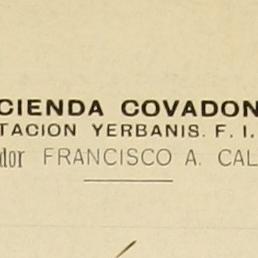 CIENDA COVADON
TACION YERBANIS. F. I.
dor FRANCISCO A. CAL